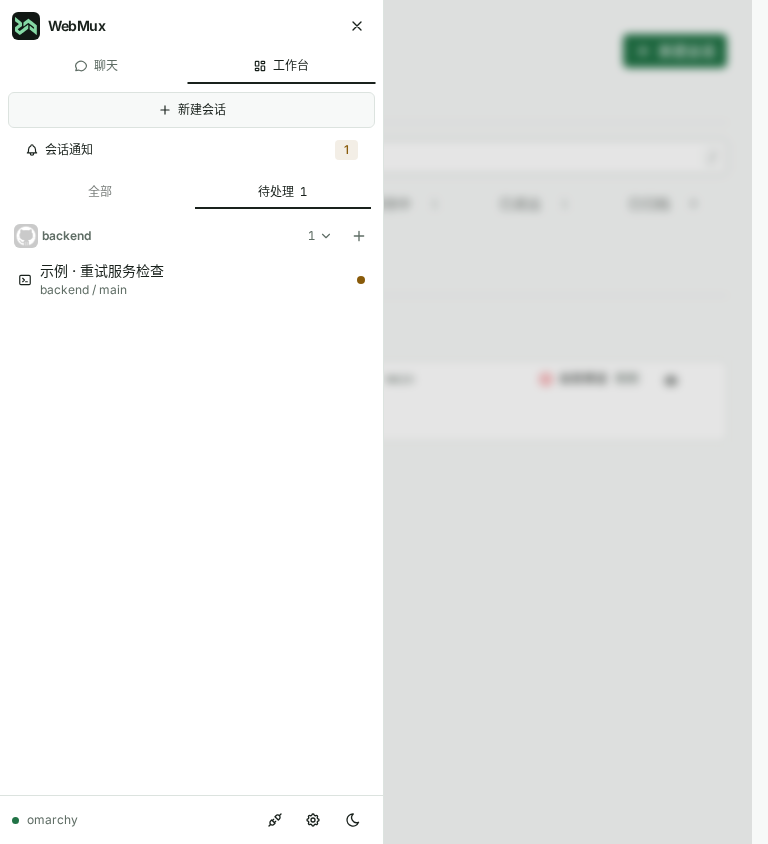 WebMux
聊天
工作台
新建会话
会话通知
1
全部
待处理 1
backend
1
示例 · 重试服务检查
backend / main
omarchy